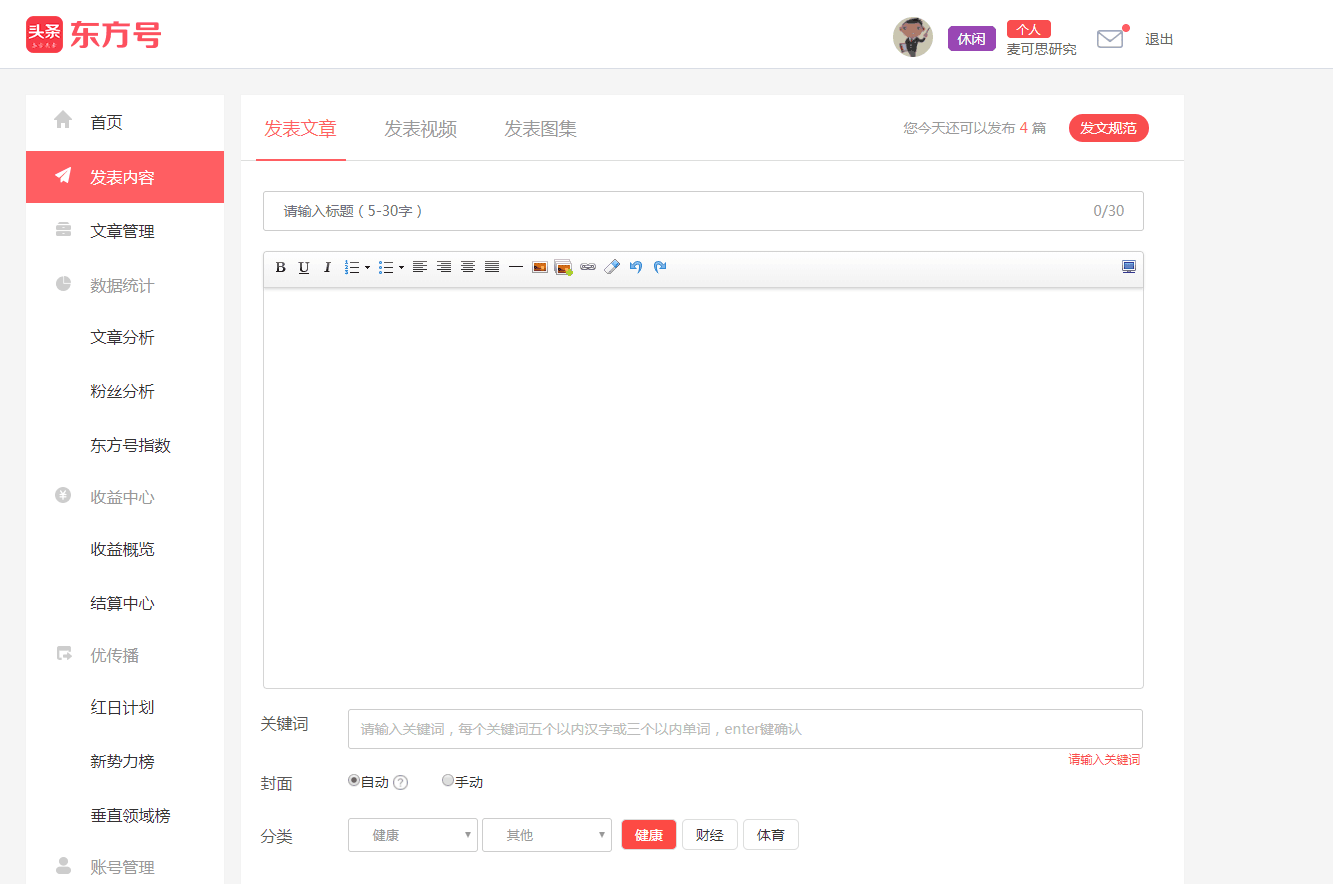 头条
东方号
休闲
个人
麦可思研究
退出
首页
发表内容
文章管理
数据统计
文章分析
粉丝分析
东方号指数
收益中心
收益概览
结算中心
优传播
红日计划
新势力榜
垂直领域榜
账号管理
发表文章 发表视频 发表图集
您今天还可以发布 4 篇 发文规范
请输入标题（5-30字） 0/30
B U I
关键词 请输入关键词，每个关键词五个以内汉字或三个以内单词，enter键确认
请输入关键词
封面 自动 ? 手动
分类 健康 其他 健康 财经 体育